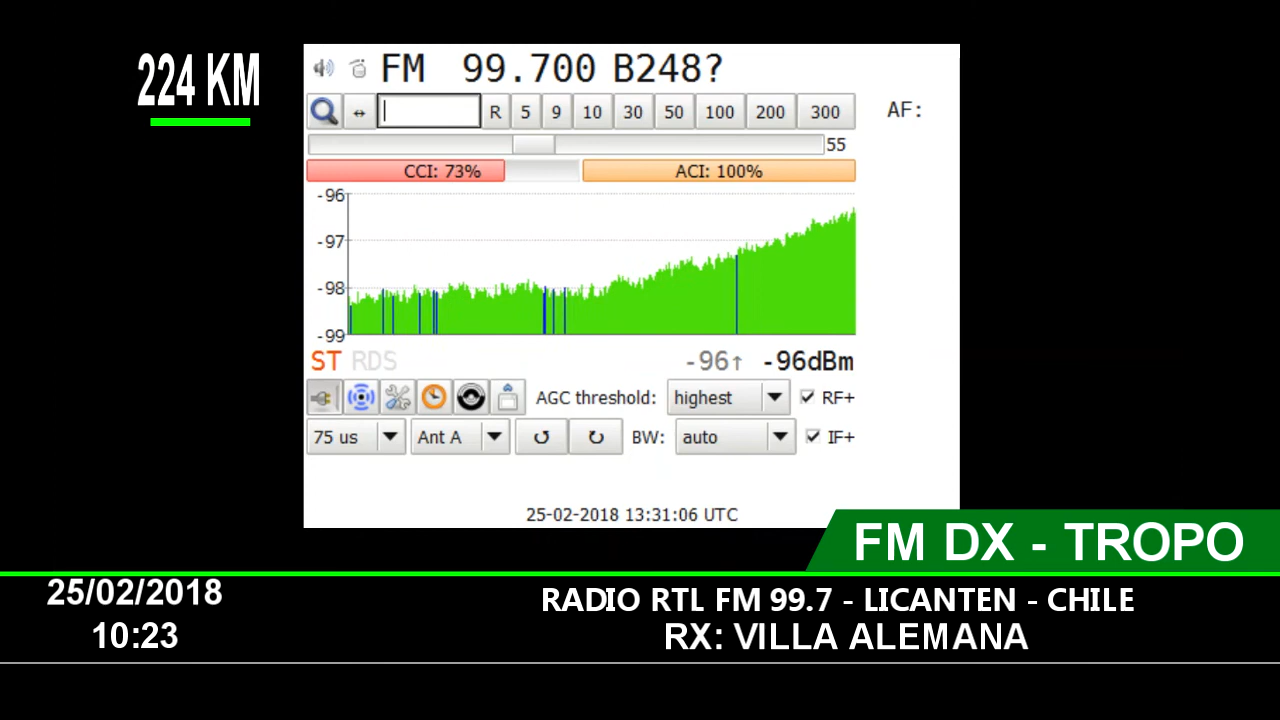 224 KM
FM 99.700 B248?
R 5 9 10 30 50 100 200 300 AF:
55
CCI: 73% ACI: 100%
-96
-97
-98
-99
ST RDS -96↑ -96dBm
AGC threshold: highest RF+
75 us Ant A ↺ ↻ BW: auto IF+
25-02-2018 13:31:06 UTC
FM DX - TROPO
25/02/2018
10:23
RADIO RTL FM 99.7 - LICANTEN - CHILE
RX: VILLA ALEMANA